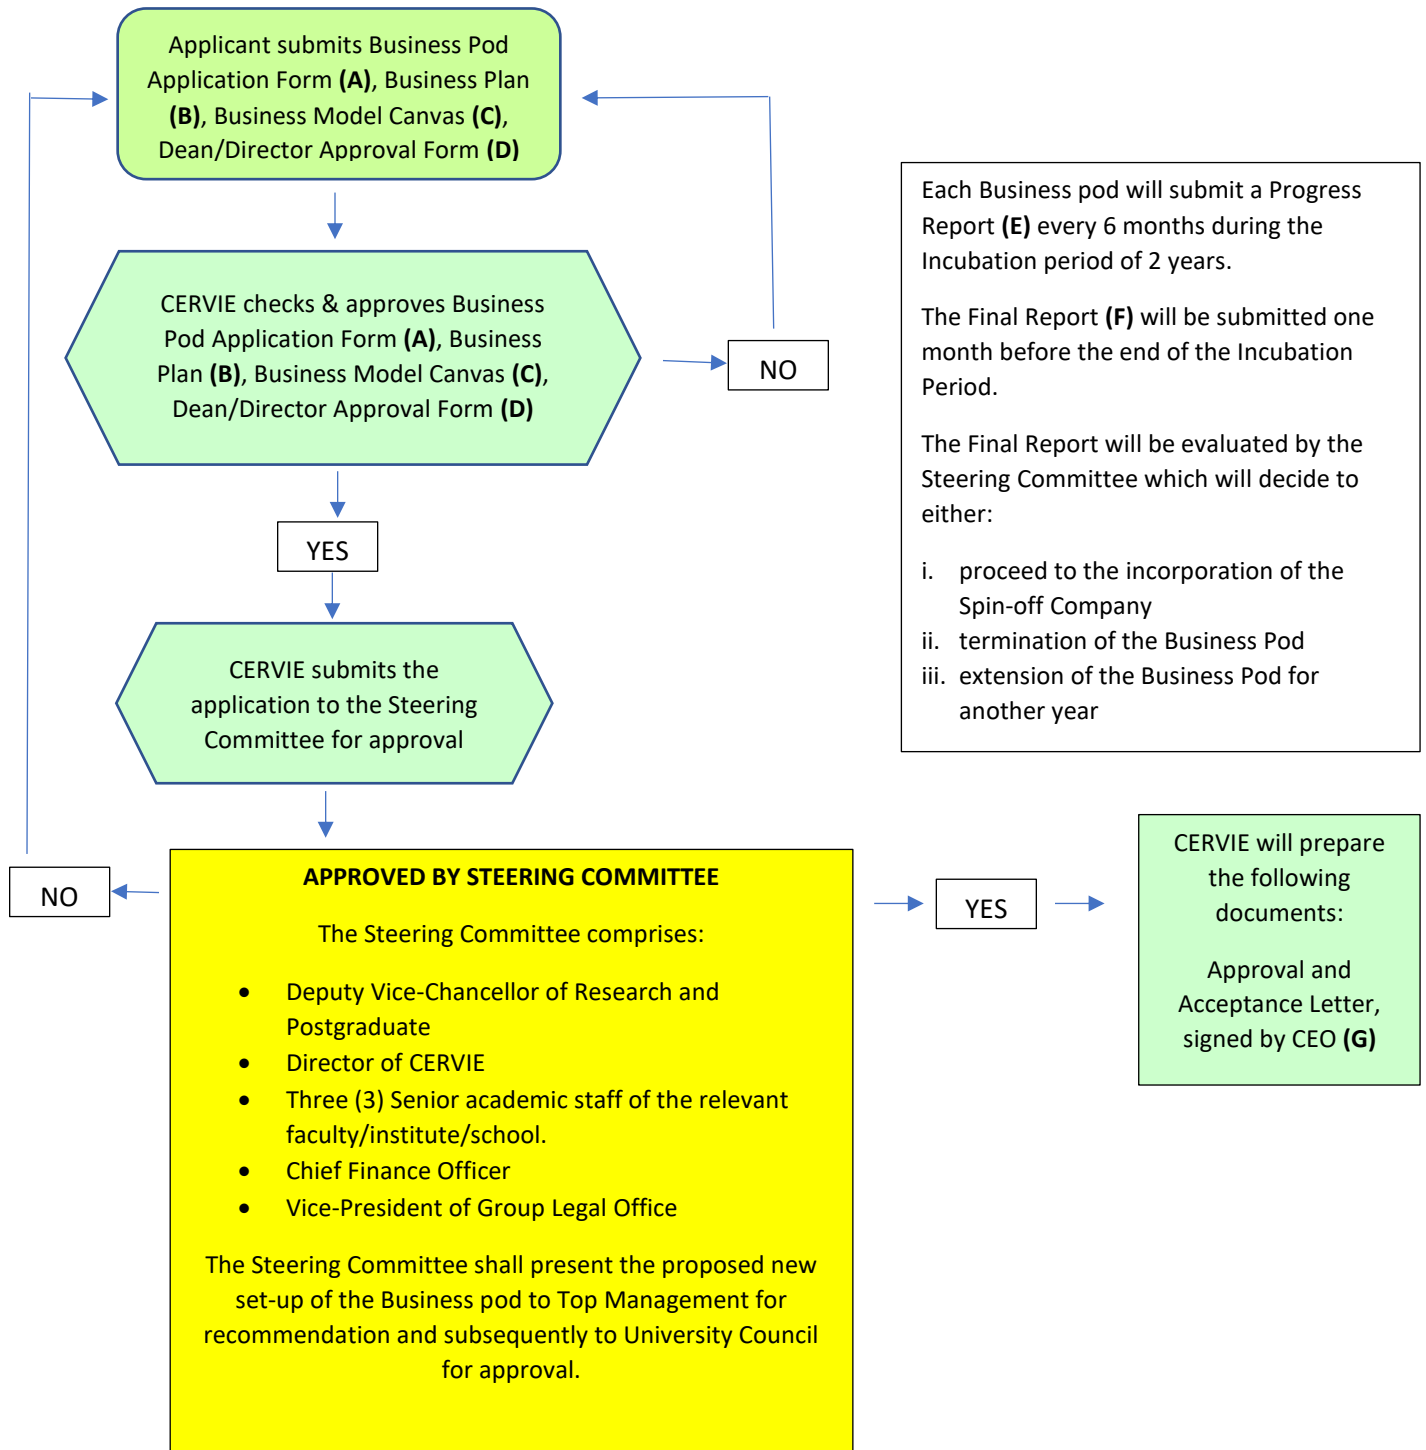 Applicant submits Business Pod
Application Form (A), Business Plan
(B), Business Model Canvas (C),
Dean/Director Approval Form (D)
CERVIE checks & approves Business
Pod Application Form (A), Business
Plan (B), Business Model Canvas (C),
Dean/Director Approval Form (D)
NO
YES
CERVIE submits the
application to the Steering
Committee for approval
Each Business pod will submit a Progress
Report (E) every 6 months during the
Incubation period of 2 years.
The Final Report (F) will be submitted one
month before the end of the Incubation
Period.
The Final Report will be evaluated by the
Steering Committee which will decide to
either:
i. proceed to the incorporation of the
Spin-off Company
ii. termination of the Business Pod
iii. extension of the Business Pod for
another year
NO
APPROVED BY STEERING COMMITTEE
The Steering Committee comprises:
• Deputy Vice-Chancellor of Research and
Postgraduate
• Director of CERVIE
• Three (3) Senior academic staff of the relevant
faculty/institute/school.
• Chief Finance Officer
• Vice-President of Group Legal Office
The Steering Committee shall present the proposed new
set-up of the Business pod to Top Management for
recommendation and subsequently to University Council
for approval.
YES
CERVIE will prepare
the following
documents:
Approval and
Acceptance Letter,
signed by CEO (G)